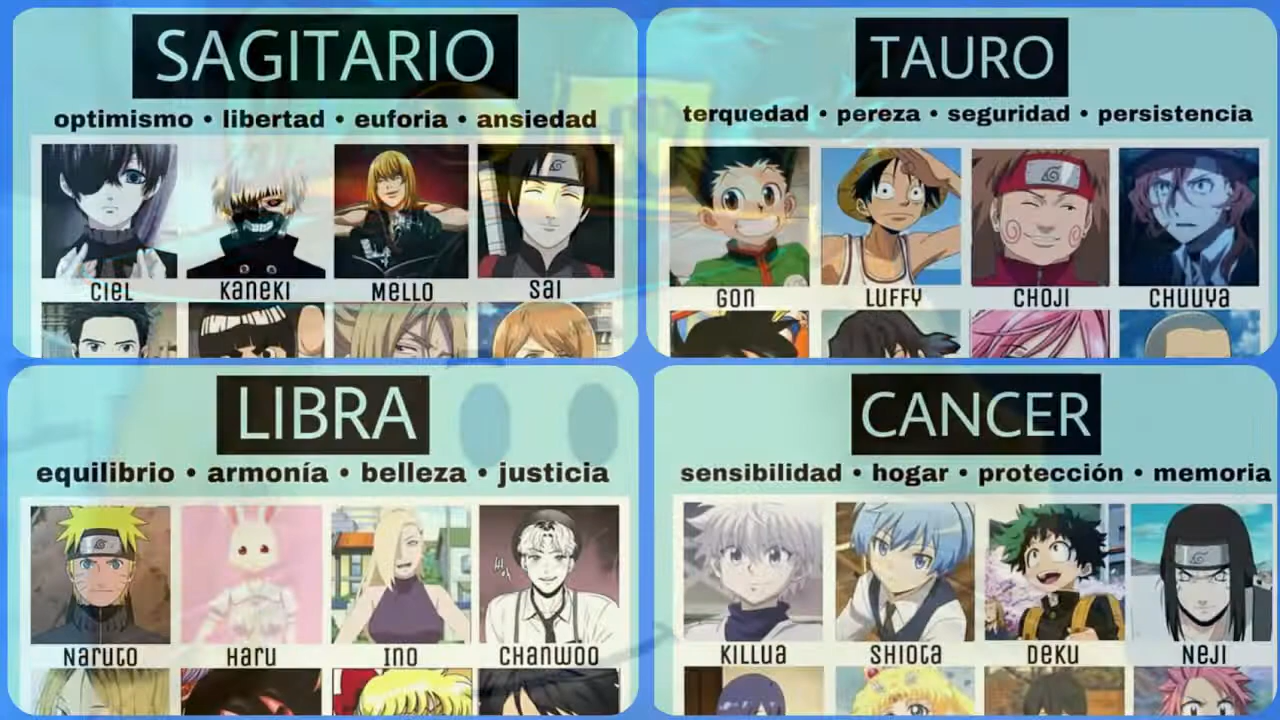 SAGITARIO
optimismo • libertad • euforia • ansiedad
CIEL KANEKI MELLO SAI
TAURO
terquedad • pereza • seguridad • persistencia
GON LUFFY CHOJI CHUUYA
LIBRA
equilibrio • armonía • belleza • justicia
NARUTO HARU INO CHANWOO
CANCER
sensibilidad • hogar • protección • memoria
KILLUA SHIOTA DEKU NEJI